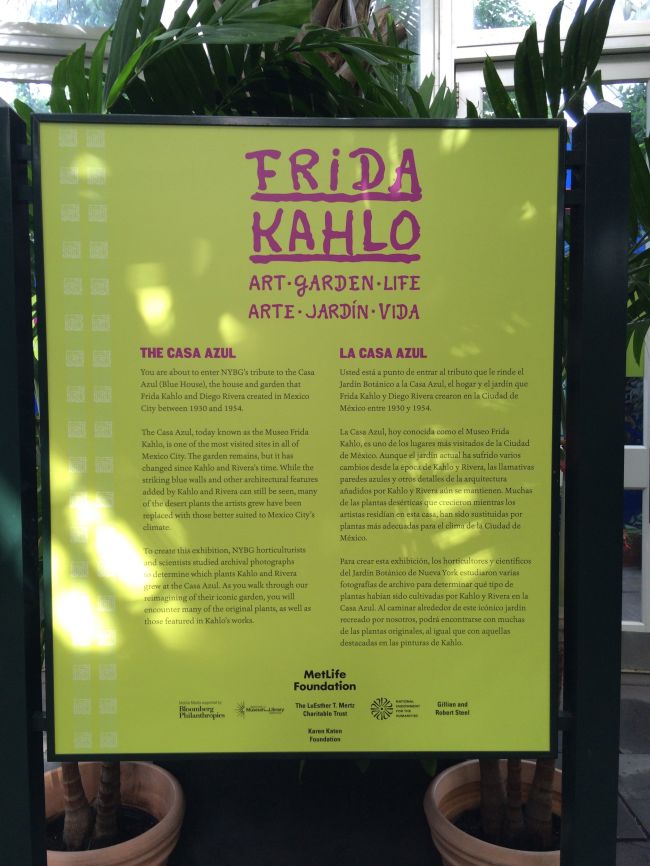 FRiDA
KAHLO
ART·GARDEN·LIFE
ARTE·JARDÍN·VIDA
THE CASA AZUL
You are about to enter NYBG's tribute to the Casa
Azul (Blue House), the house and garden that
Frida Kahlo and Diego Rivera created in Mexico
City between 1930 and 1954.
The Casa Azul, today known as the Museo Frida
Kahlo, is one of the most visited sites in all of
Mexico City. The garden remains, but it has
changed since Kahlo and Rivera's time. While the
striking blue walls and other architectural features
added by Kahlo and Rivera can still be seen, many
of the desert plants the artists grew have been
replaced with those better suited to Mexico City's
climate.
To create this exhibition, NYBG horticulturists
and scientists studied archival photographs
to determine which plants Kahlo and Rivera
grew at the Casa Azul. As you walk through our
reimagining of their iconic garden, you will
encounter many of the original plants, as well as
those featured in Kahlo's works.
LA CASA AZUL
Usted está a punto de entrar al tributo que le rinde el
Jardín Botánico a la Casa Azul, el hogar y el jardín que
Frida Kahlo y Diego Rivera crearon en la Ciudad de
México entre 1930 y 1954.
La Casa Azul, hoy conocida como el Museo Frida
Kahlo, es uno de los lugares más visitados de la Ciudad
de México. Aunque el jardín actual ha sufrido varios
cambios desde la época de Kahlo y Rivera, las llamativas
paredes azules y otros detalles de la arquitectura
añadidos por Kahlo y Rivera aún se mantienen. Muchas
de las plantas desérticas que crecieron mientras los
artistas residían en esta casa, han sido sustituidas por
plantas más adecuadas para el clima de la Ciudad de
México.
Para crear esta exhibición, los horticultores y científicos
del Jardín Botánico de Nueva York estudiaron varias
fotografías de archivo para determinar qué tipo de
plantas habían sido cultivadas por Kahlo y Rivera en la
Casa Azul. Al caminar alrededor de este icónico jardín
recreado por nosotros, podrá encontrarse con muchas
de las plantas originales, al igual que con aquellas
destacadas en las pinturas de Kahlo.
MetLife
Foundation
Mobile Media supported by
Bloomberg
Philanthropies
Museum and Library
The LuEsther T. Mertz
Charitable Trust
NATIONAL
ENDOWMENT
FOR THE
HUMANITIES
Gillian and
Robert Steel
Karen Katen
Foundation